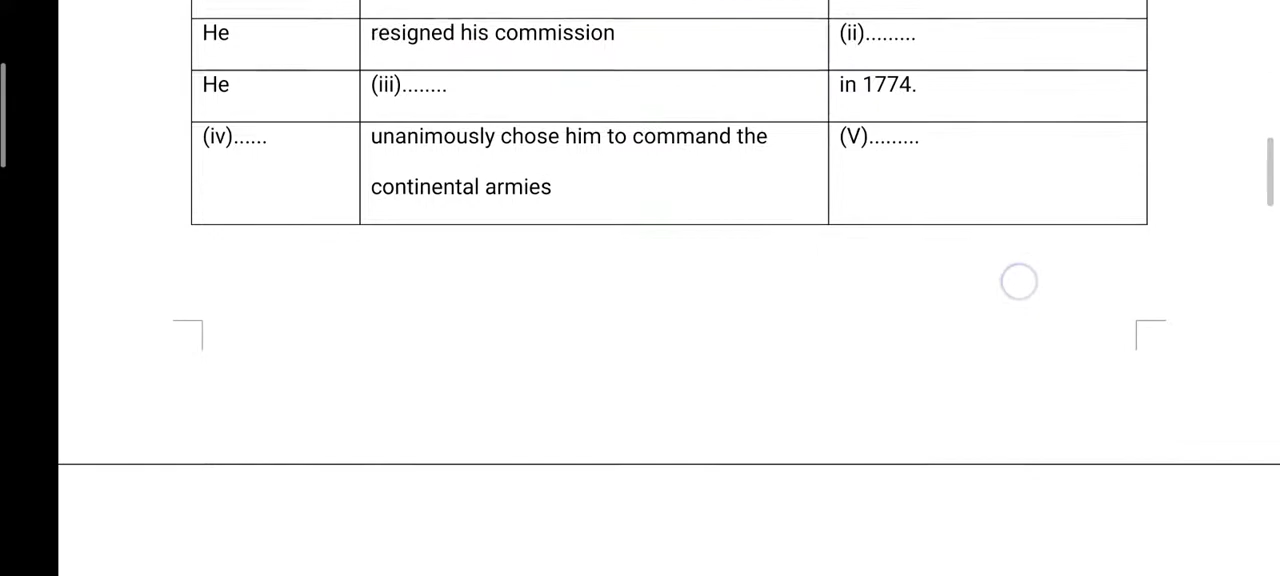 He resigned his commission (ii).........
He (iii)........ in 1774.
(iv)...... unanimously chose him to command the (V).........
continental armies